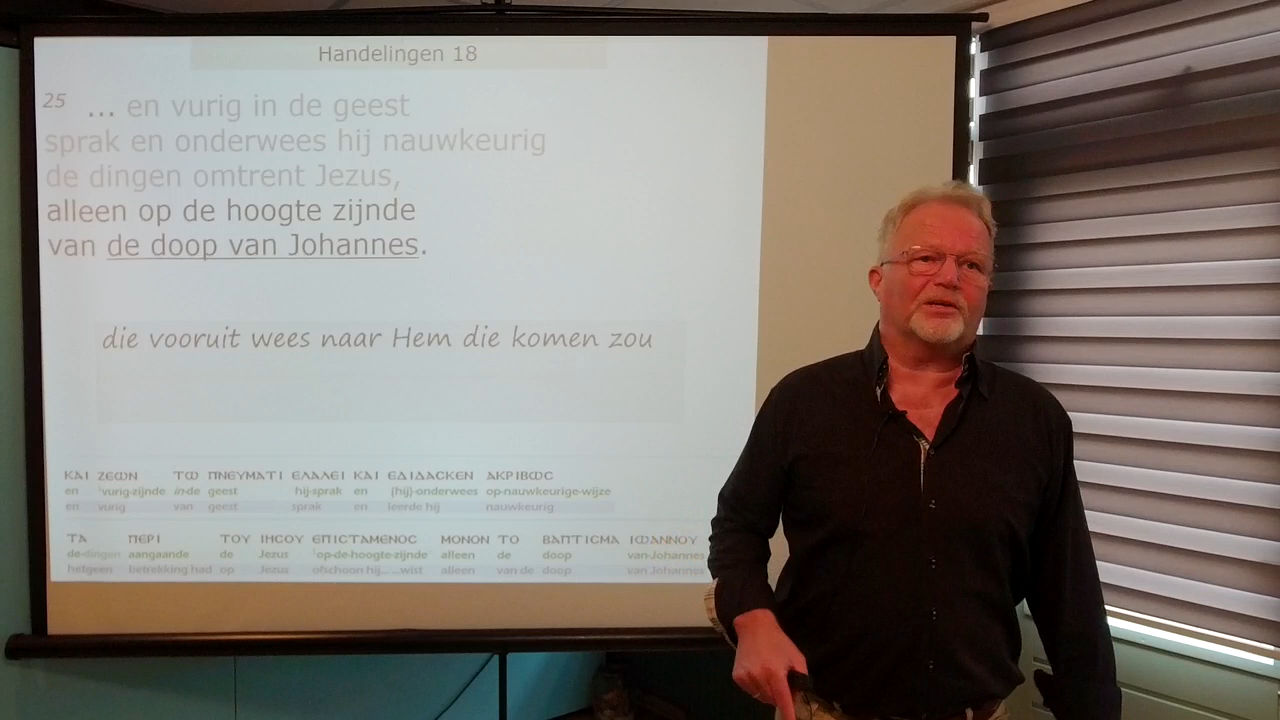 Handelingen 18
25 ... en vurig in de geest
sprak en onderwees hij nauwkeurig
de dingen omtrent Jezus,
alleen op de hoogte zijnde
van de doop van Johannes.
die vooruit wees naar Hem die komen zou
ΚΑΙ ΖΕΩΝ ΤΩ ΠΝΕΥΜΑΤΙ ΕΛΑΛΕΙ ΚΑΙ ΕΔΙΔΑϹΚΕΝ ΑΚΡΙΒΩϹ
en vurig-zijnde in-de geest hij-sprak en (hij)-onderwees op-nauwkeurige-wijze
en vurig van geest sprak en leerde hij nauwkeurig
ΤΑ ΠΕΡΙ ΤΟΥ ΙΗϹΟΥ ΕΠΙϹΤΑΜΕΝΟϹ ΜΟΝΟΝ ΤΟ ΒΑΠΤΙϹΜΑ ΙΩΑΝΝΟΥ
de-dingen aangaande de Jezus op-de-hoogte-zijnde alleen de doop van-Johannes
hetgeen betrekking had op Jezus ofschoon hij... ...wist alleen van de doop van Johannes